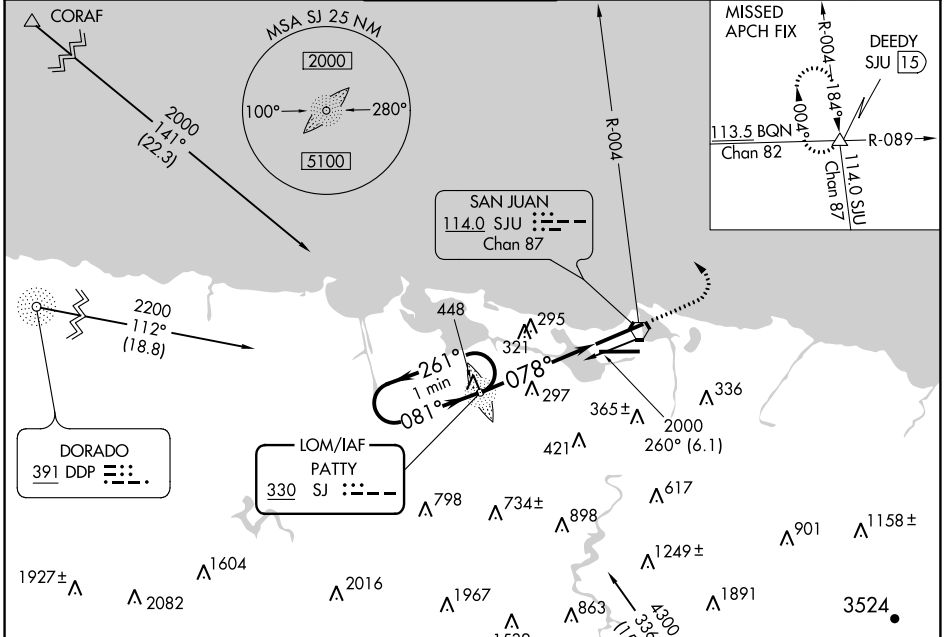 CORAF
2000
141°
(22.3)
MSA SJ 25 NM
2000
100°
280°
5100
R-004
MISSED
APCH FIX
R-004
DEEDY
SJU 15
184°
004°
113.5 BQN
Chan 82
R-089
114.0 SJU
Chan 87
SAN JUAN
114.0 SJU
Chan 87
2200
112°
(18.8)
448
295
321
261°
1 min
081°
078°
297
336
365±
2000
260° (6.1)
421
DORADO
391 DDP
LOM/IAF
PATTY
330 SJ
798
734±
898
617
901
1158±
1249±
1604
1927±
2082
2016
1967
863
1891
4300
3524